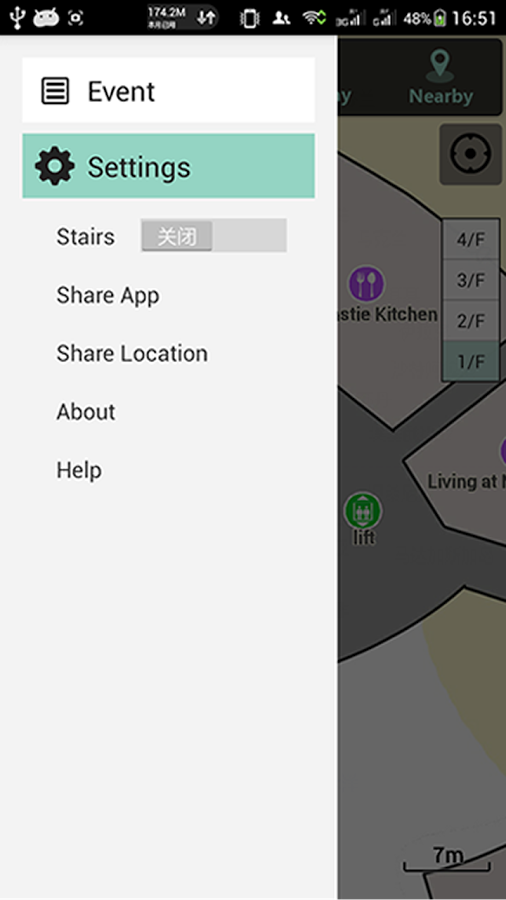 174.2M
本月已用
3G
G
48%
16:51
Event
Nearby
Settings
Stairs
关闭
4/F
3/F
2/F
1/F
Share App
stie Kitchen
Share Location
About
Help
Living at
lift
7m